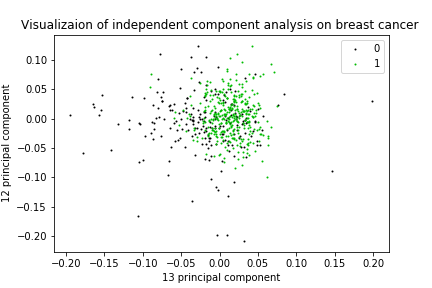 Visualizaion of independent component analysis on breast cancer
0
1
0.10
0.05
0.00
−0.05
−0.10
−0.15
−0.20
12 principal component
−0.20 −0.15 −0.10 −0.05 0.00 0.05 0.10 0.15 0.20
13 principal component